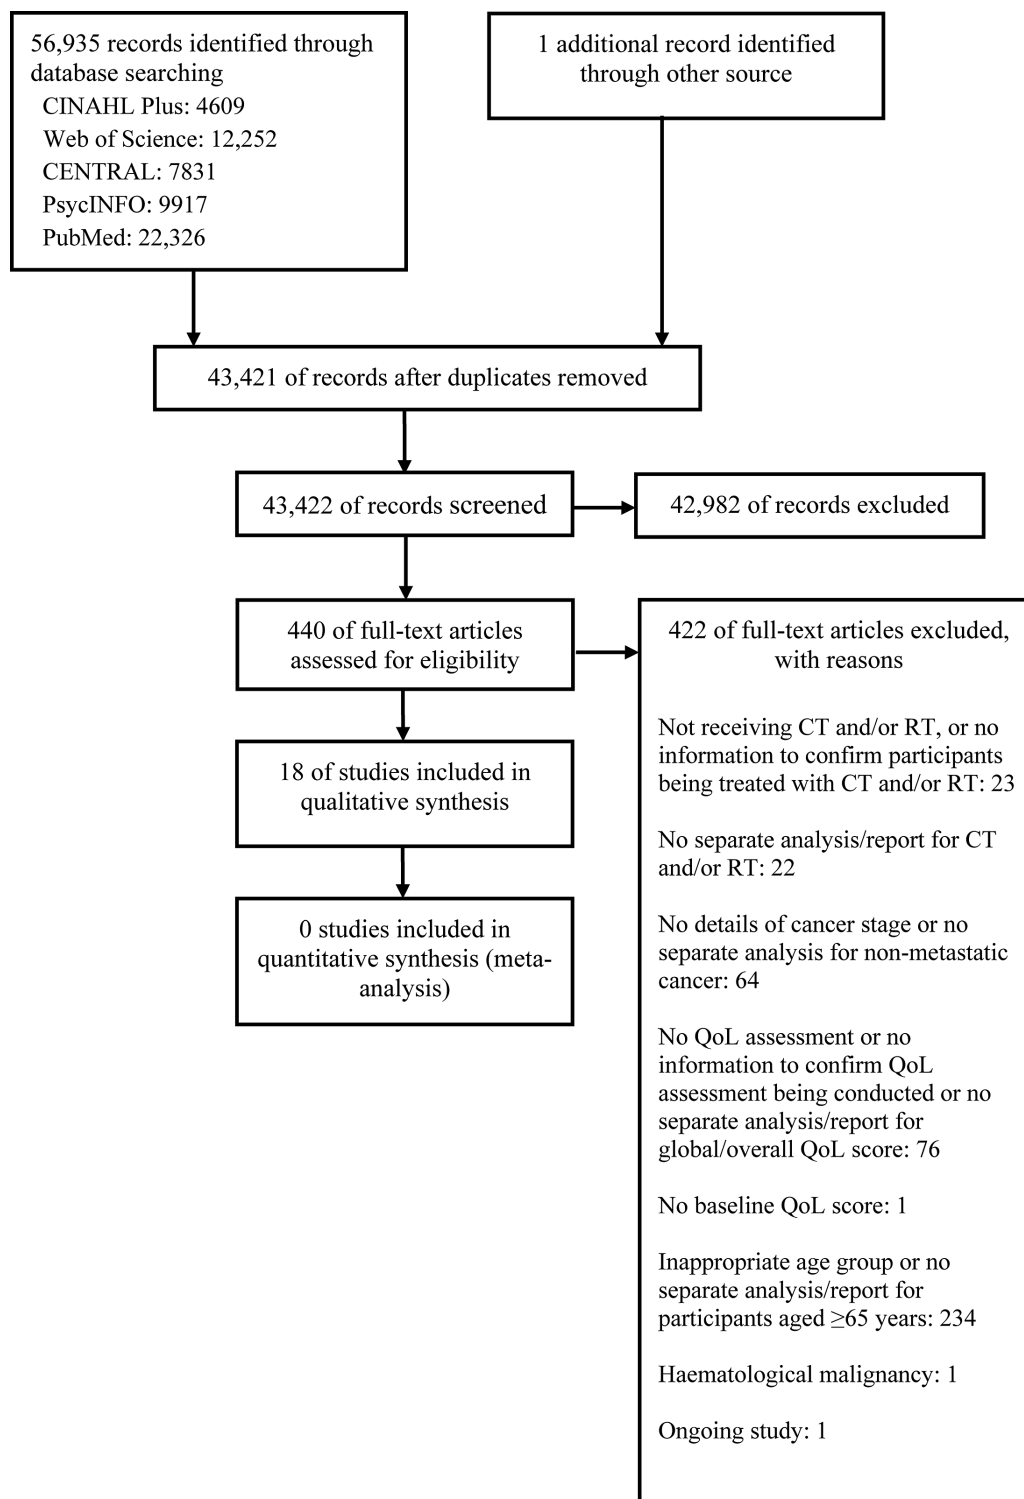 56,935 records identified through
database searching
CINAHL Plus: 4609
Web of Science: 12,252
CENTRAL: 7831
PsycINFO: 9917
PubMed: 22,326
1 additional record identified
through other source
43,421 of records after duplicates removed
43,422 of records screened
42,982 of records excluded
440 of full-text articles
assessed for eligibility
422 of full-text articles excluded,
with reasons
Not receiving CT and/or RT, or no
information to confirm participants
being treated with CT and/or RT: 23
No separate analysis/report for CT
and/or RT: 22
No details of cancer stage or no
separate analysis for non-metastatic
cancer: 64
No QoL assessment or no
information to confirm QoL
assessment being conducted or no
separate analysis/report for
global/overall QoL score: 76
No baseline QoL score: 1
Inappropriate age group or no
separate analysis/report for
participants aged ≥65 years: 234
Haematological malignancy: 1
Ongoing study: 1
18 of studies included in
qualitative synthesis
0 studies included in
quantitative synthesis (meta-
analysis)